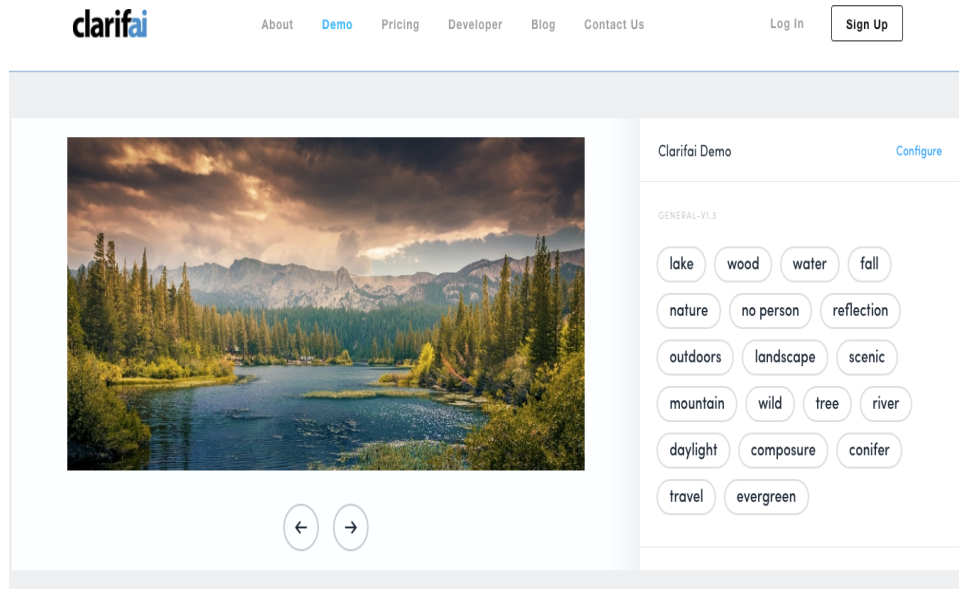 clarifai About Demo Pricing Developer Blog Contact Us Log In Sign Up
Clarifai Demo Configure
GENERAL-V1.3
lake wood water fall
nature no person reflection
outdoors landscape scenic
mountain wild tree river
daylight composure conifer
travel evergreen